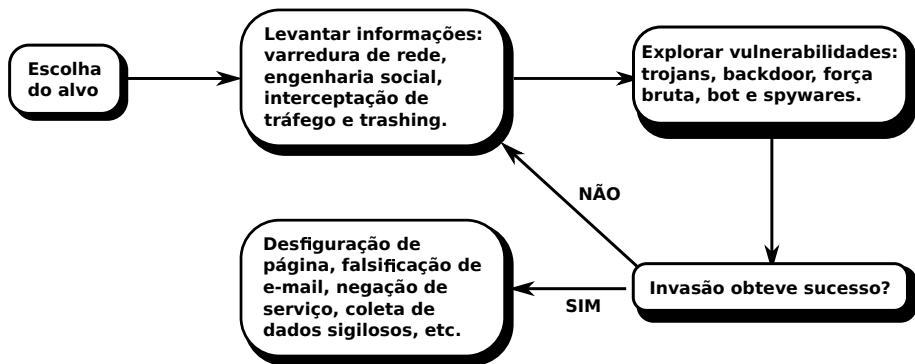 Escolha
do alvo
Levantar informações:
varredura de rede,
engenharia social,
interceptação de
tráfego e trashing.
Explorar vulnerabilidades:
trojans, backdoor, força
bruta, bot e spywares.
NÃO
Invasão obteve sucesso?
SIM
Desfiguração de
página, falsificação de
e-mail, negação de
serviço, coleta de
dados sigilosos, etc.